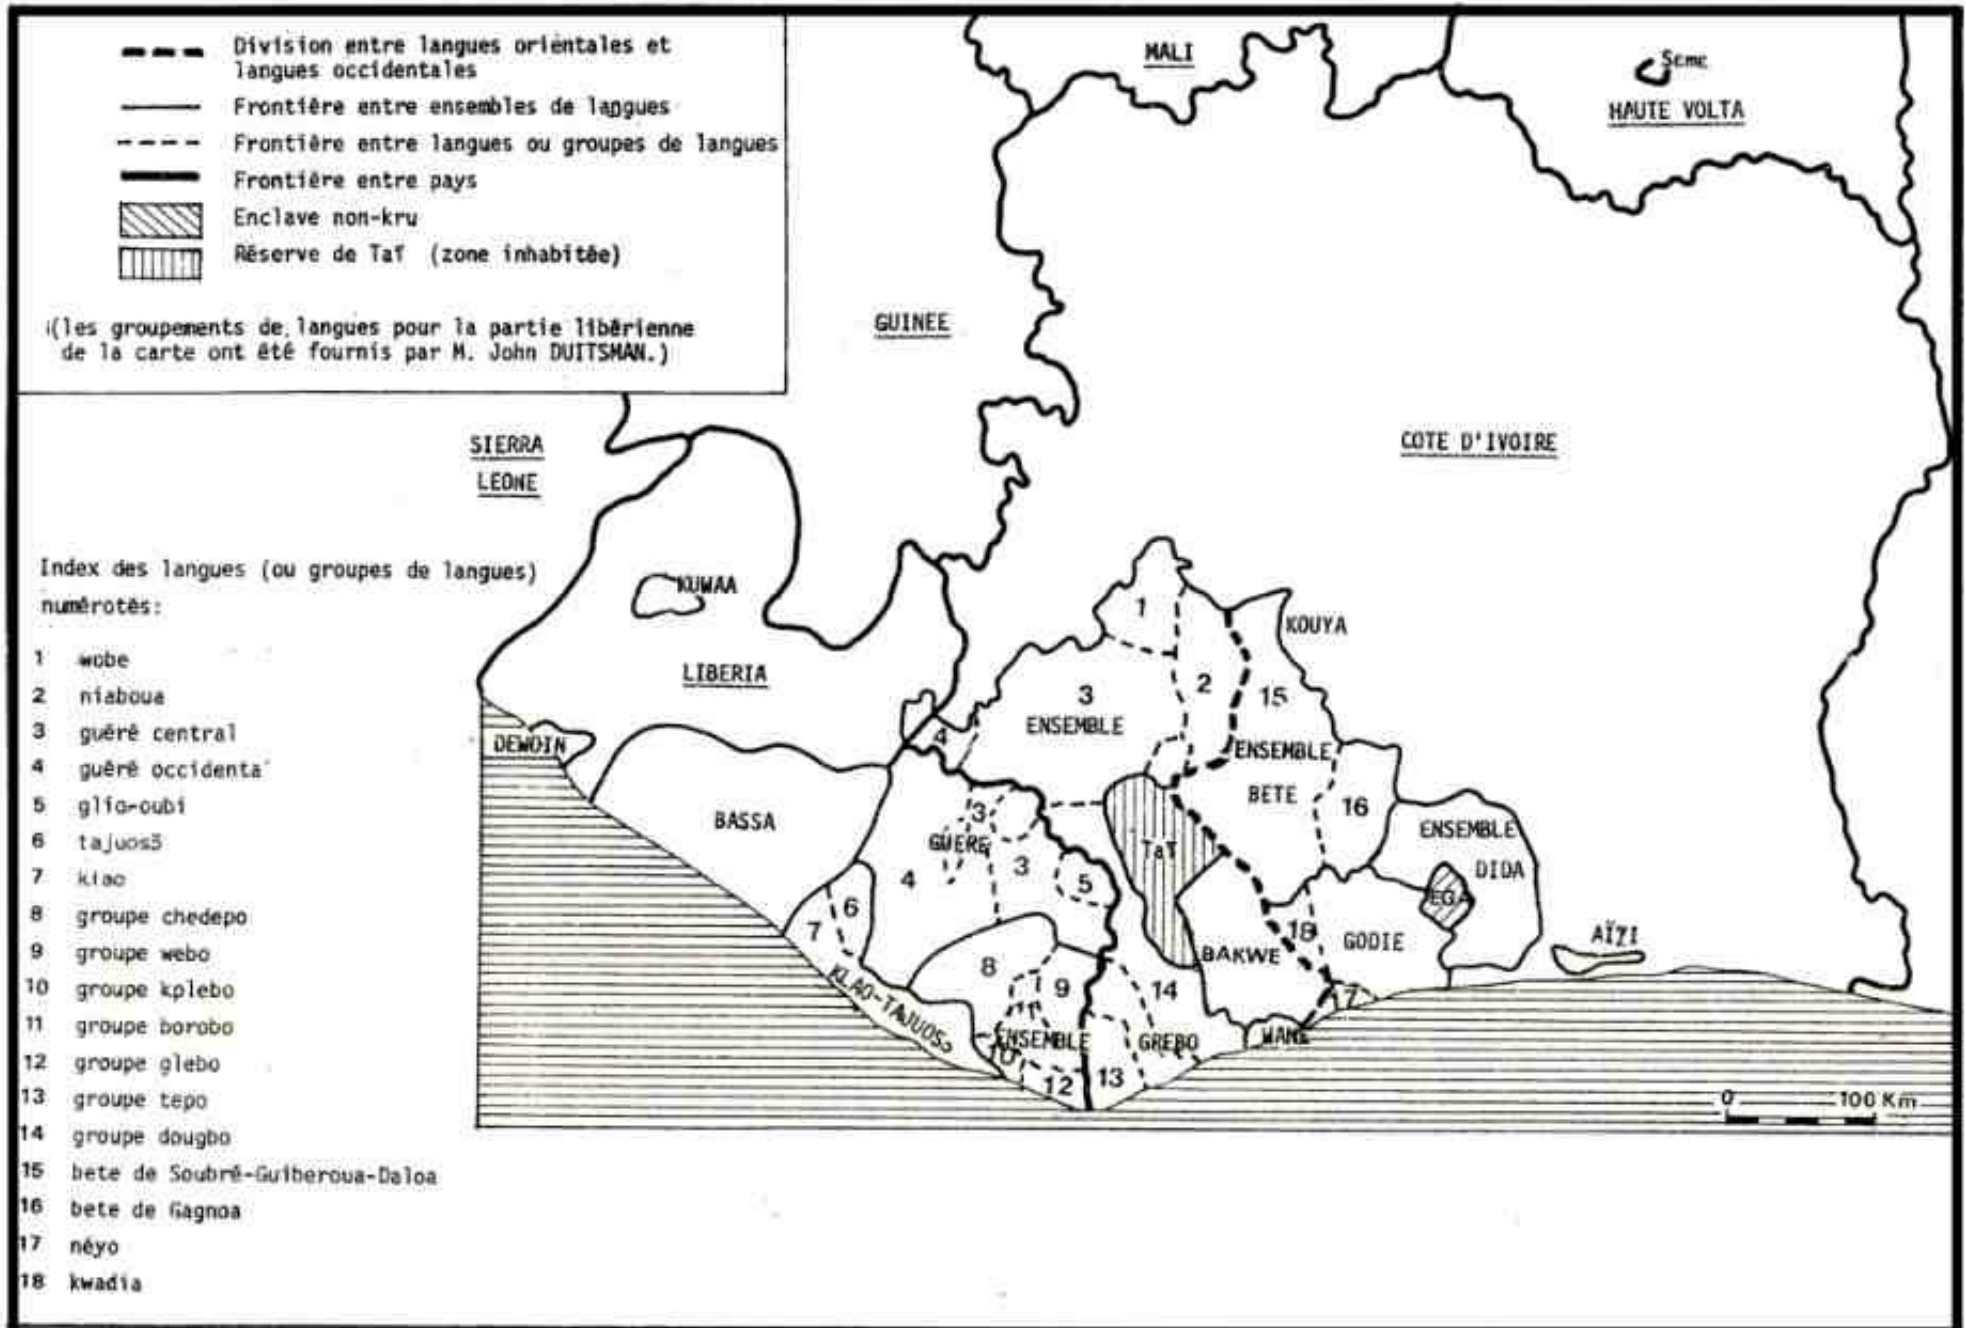 Division entre langues orientales et
langues occidentales
Frontière entre ensembles de langues
Frontière entre langues ou groupes de langues
Frontière entre pays
Enclave non-kru
Réserve de Taï (zone inhabitée)
(les groupements de langues pour la partie libérienne
de la carte ont été fournis par M. John DUITSMAN.)
MALI
Seme
HAUTE VOLTA
GUINEE
SIERRA
LEONE
COTE D'IVOIRE
Index des langues (ou groupes de langues)
numérotés:
1 wobe
2 niaboua
3 guéré central
4 guéré occidenta
5 glio-oubi
6 tajuosõ
7 klao
8 groupe chedepo
9 groupe webo
10 groupe kplebo
11 groupe borobo
12 groupe glebo
13 groupe tepo
14 groupe dougbo
15 bete de Soubré-Guiberoua-Daloa
16 bete de Gagnoa
17 néyo
18 kwadia
KUWAA
LIBERIA
DEWOIN
BASSA
1
KOUYA
2
15
3
ENSEMBLE
4
ENSEMBLE
BETE
16
ENSEMBLE
DIDA
EGA
3
GUERE
4
3
5
Taï
6
7
18
GODIE
AÏZI
BAKWE
8
9
14
KLAO-TAJUOSO
11
ENSEMBLE
GREBO
WANE
17
10
12
13
0 100 Km